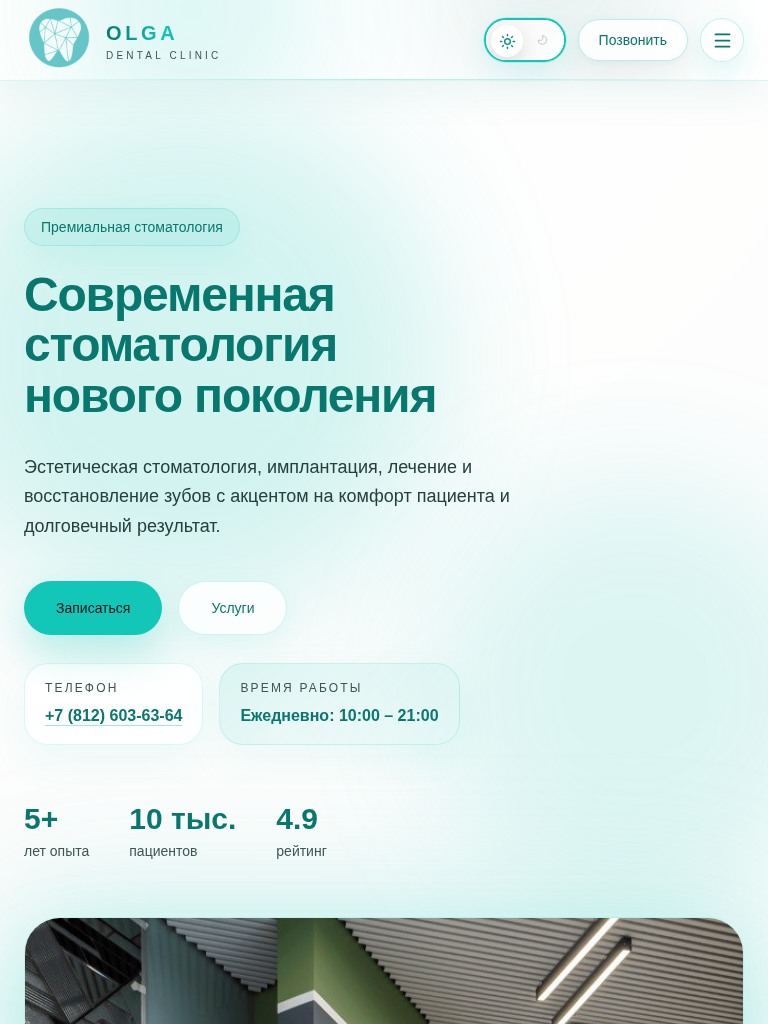 OLGA
DENTAL CLINIC
Позвонить
Премиальная стоматология
Современная
стоматология
нового поколения
Эстетическая стоматология, имплантация, лечение и
восстановление зубов с акцентом на комфорт пациента и
долговечный результат.
Записаться
Услуги
ТЕЛЕФОН
+7 (812) 603-63-64
ВРЕМЯ РАБОТЫ
Ежедневно: 10:00 – 21:00
5+
лет опыта
10 тыс.
пациентов
4.9
рейтинг